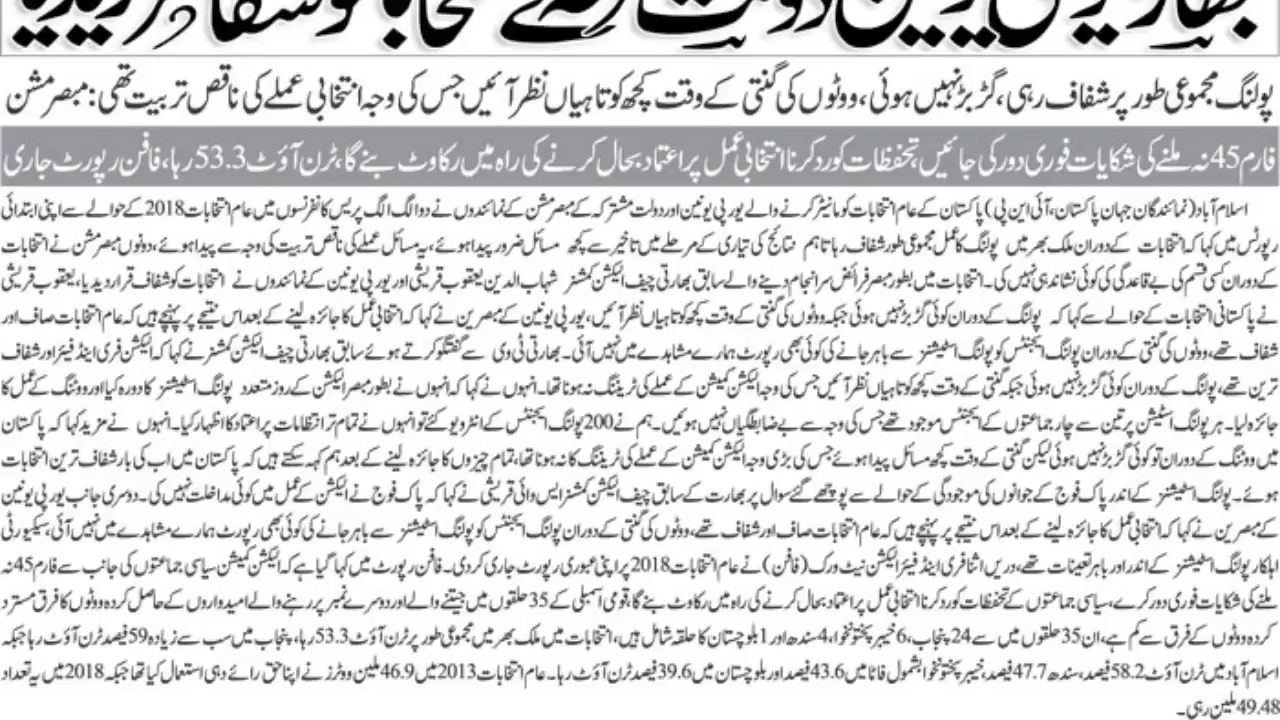 پولنگ مجموعی طور پر شفاف رہی، گڑبڑ نہیں ہوئی، ووٹوں کی گنتی کے وقت کچھ کوتاہیاں نظر آئیں جس کی وجہ انتخابی عملے کی ناقص تربیت تھی: مبصر مشن
فارم 45 نہ ملنے کی شکایات فوری دور کی جائیں، تحفظات کو رد کرنا انتخابی عمل پر اعتماد بحال کرنے کی راہ میں رکاوٹ بنے گا، ٹرن آؤٹ 53.3 رہا، فافن رپورٹ جاری
اسلام آباد (نمائندگان جہان پاکستان، آئی این پی) پاکستان کے عام انتخابات کو مانیٹر کرنے والے یورپی یونین اور دولت مشترکہ کے مبصر مشن کے نمائندوں نے دو الگ الگ پریس کانفرنسوں میں عام انتخابات 2018 کے حوالے سے اپنی ابتدائی
رپورٹس میں کہا کہ انتخابات کے دوران ملک بھر میں پولنگ کا عمل مجموعی طور شفاف رہا تاہم نتائج کی تیاری کے مرحلے میں تاخیر سے کچھ مسائل ضرور پیدا ہوئے، یہ مسائل عملے کی ناقص تربیت کی وجہ سے پیدا ہوئے، دونوں مبصر مشن نے انتخابات
کے دوران کسی قسم کی بے قاعدگی کی کوئی نشاندہی نہیں کی۔ انتخابات میں بطور مبصر فرائض سرانجام دینے والے سابق بھارتی چیف الیکشن کمشنر شہاب الدین یعقوب قریشی اور یورپی یونین کے نمائندوں نے انتخابات کو شفاف قرار دیدیا، یعقوب قریشی
نے پاکستانی انتخابات کے حوالے سے کہا کہ پولنگ کے دوران کوئی گڑبڑ نہیں ہوئی جبکہ ووٹوں کی گنتی کے وقت کچھ کوتاہیاں نظر آئیں، یورپی یونین کے مبصرین نے کہا کہ انتخابی عمل کا جائزہ لینے کے بعد اس نتیجے پر پہنچے ہیں کہ عام انتخابات صاف اور
شفاف تھے، ووٹوں کی گنتی کے دوران پولنگ ایجنٹس کو پولنگ اسٹیشنز سے باہر جانے کی کوئی بھی رپورٹ ہمارے مشاہدے میں نہیں آئی۔ بھارتی ٹی وی سے گفتگو کرتے ہوئے سابق بھارتی چیف الیکشن کمشنر نے کہا کہ الیکشن فری اینڈ فیئر اور شفاف
ترین تھے، پولنگ کے دوران کوئی گڑبڑ نہیں ہوئی جبکہ گنتی کے وقت کچھ کوتاہیاں نظر آئیں جس کی وجہ الیکشن کمیشن کے عملے کی ٹریننگ نہ ہونا تھا۔ انہوں نے کہا کہ انہوں نے بطور مبصر الیکشن کے روز متعدد پولنگ اسٹیشنز کا دورہ کیا اور ووٹنگ کے عمل کا
جائزہ لیا۔ ہر پولنگ اسٹیشن پر تین سے چار جماعتوں کے ایجنٹس موجود تھے جس کی وجہ سے بے ضابطگیاں نہیں ہوئیں۔ ہم نے 200 پولنگ ایجنٹس کے انٹرویو کئے تو انہوں نے تمام تر انتظامات پر اعتماد کا اظہار کیا۔ انہوں نے مزید کہا کہ پاکستان
میں ووٹنگ کے دوران تو کوئی گڑبڑ نہیں ہوئی لیکن گنتی کے وقت کچھ مسائل پیدا ہوئے جس کی بڑی وجہ الیکشن کمیشن کے عملے کی ٹریننگ کا نہ ہونا تھا، تمام چیزوں کا جائزہ لینے کے بعد ہم کہہ سکتے ہیں کہ پاکستان میں اب کی بار شفاف ترین انتخابات
ہوئے۔ پولنگ اسٹیشنز کے اندر پاک فوج کے جوانوں کی موجودگی کے حوالے سے پوچھے گئے سوال پر بھارت کے سابق چیف الیکشن کمشنر ایس وائی قریشی نے کہا کہ پاک فوج نے الیکشن کے عمل میں کوئی مداخلت نہیں کی۔ دوسری جانب یورپی یونین
کے مبصرین نے کہا کہ انتخابی عمل کا جائزہ لینے کے بعد اس نتیجے پر پہنچے ہیں کہ عام انتخابات صاف اور شفاف تھے، ووٹوں کی گنتی کے دوران پولنگ ایجنٹس کو پولنگ اسٹیشنز سے باہر جانے کی کوئی بھی رپورٹ ہمارے مشاہدے میں نہیں آئی، سیکیورٹی
اہلکار پولنگ اسٹیشنز کے اندر اور باہر تعینات تھے، دریں اثنا فری اینڈ فیئر الیکشن نیٹ ورک (فافن) نے عام انتخابات 2018 پر اپنی عبوری رپورٹ جاری کردی۔ فافن رپورٹ میں کہا گیا ہے کہ الیکشن کمیشن سیاسی جماعتوں کی جانب سے فارم 45 نہ
ملنے کی شکایات فوری دور کرے، سیاسی جماعتوں کے تحفظات کو رد کرنا انتخابی عمل پر اعتماد بحال کرنے کی راہ میں رکاوٹ بنے گا، قومی اسمبلی کے 35 حلقوں میں جیتنے والے اور دوسرے نمبر پر رہنے والے امیدواروں کے حاصل کردہ ووٹوں کا فرق مسترد
کردہ ووٹوں کے فرق سے کم ہے، ان 35 حلقوں میں سے 24 پنجاب، 6 خیبر پختونخوا، 4 سندھ اور 1 بلوچستان کا حلقہ شامل ہیں، انتخابات میں ملک بھر میں مجموعی طور پر ٹرن آؤٹ 53.3 رہا، پنجاب میں سب سے زیادہ 59 فیصد ٹرن آؤٹ رہا جبکہ
اسلام آباد میں ٹرن آؤٹ 58.2 فیصد، سندھ 47.7 فیصد، خیبر پختونخوا بشمول فاٹا میں 43.6 فیصد اور بلوچستان میں 39.6 فیصد ٹرن آؤٹ رہا۔ عام انتخابات 2013 میں 46.9 ملین ووٹرز نے اپنا حق رائے دہی استعمال کیا تھا جبکہ 2018 میں یہ تعداد
49.48 ملین رہی۔